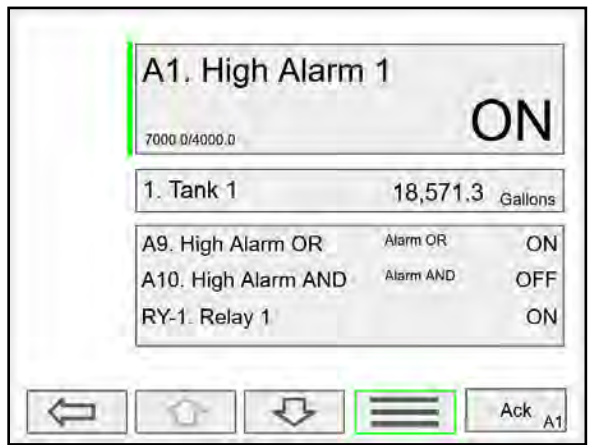 A1. High Alarm 1
ON
7000.0/4000.0
1. Tank 1 18,571.3 Gallons
A9. High Alarm OR Alarm OR ON
A10. High Alarm AND Alarm AND OFF
RY-1. Relay 1 ON
Ack A1